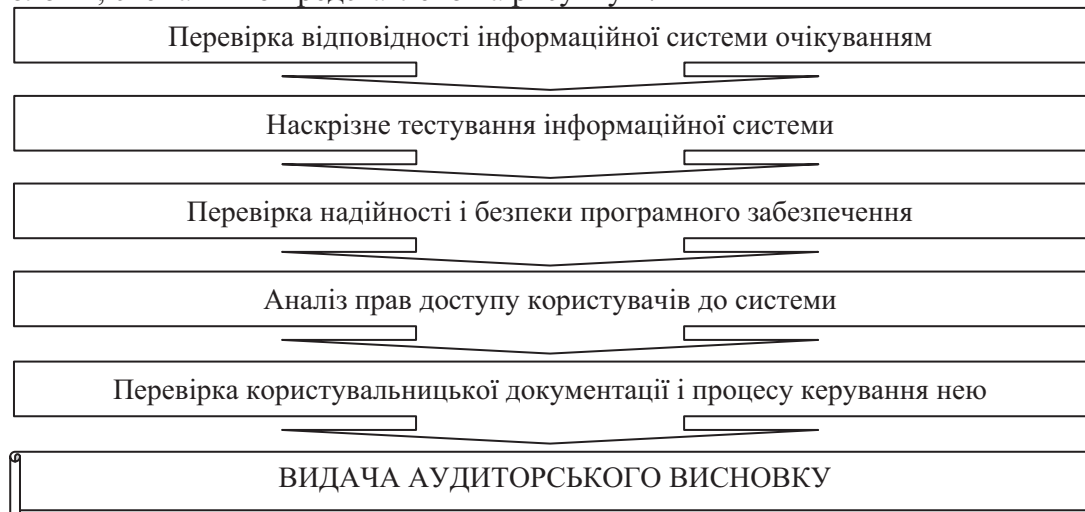 Перевірка відповідності інформаційної системи очікуванням
Наскрізне тестування інформаційної системи
Перевірка надійності і безпеки програмного забезпечення
Аналіз прав доступу користувачів до системи
Перевірка користувальницької документації і процесу керування нею
ВИДАЧА АУДИТОРСЬКОГО ВИСНОВКУ